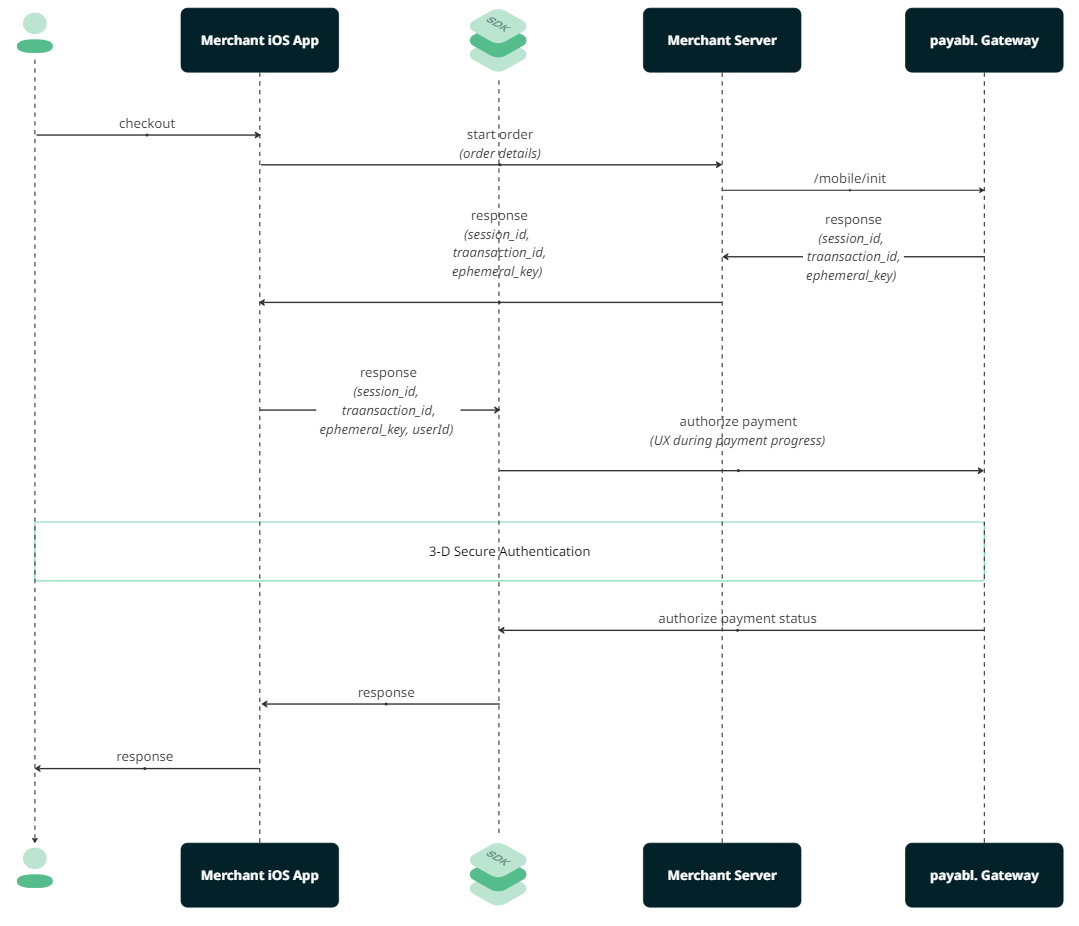 SDK
Merchant iOS App
Merchant Server
payabl. Gateway
checkout
start order
(order details)
/mobile/init
response
(session_id,
traansaction_id,
ephemeral_key)
response
(session_id,
traansaction_id,
ephemeral_key)
response
(session_id,
traansaction_id,
ephemeral_key, userId)
authorize payment
(UX during payment progress)
3-D Secure Authentication
authorize payment status
response
response
SDK
Merchant iOS App
Merchant Server
payabl. Gateway